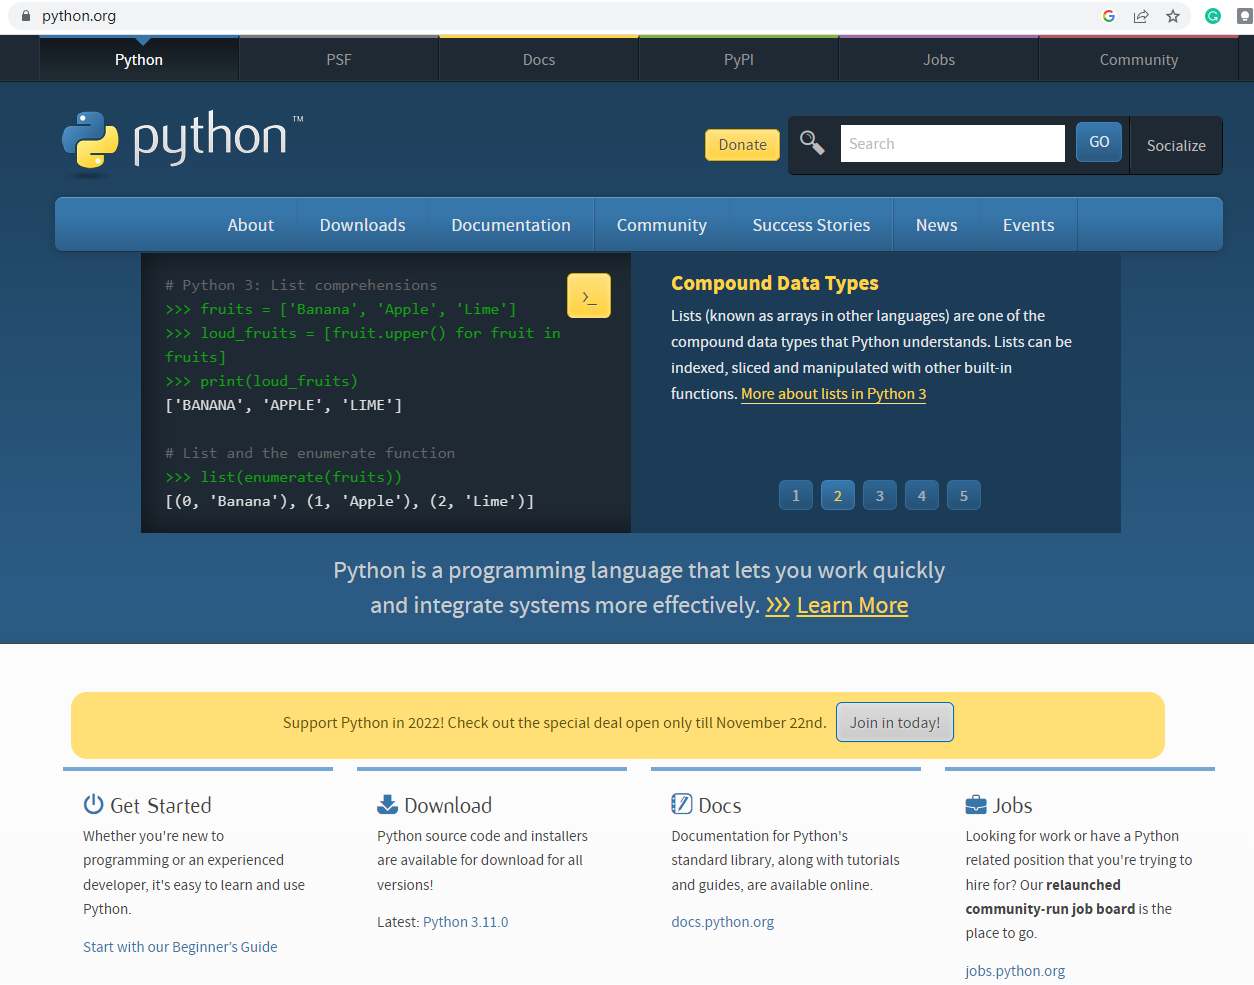 python.org
Python
PSF
Docs
PyPI
Jobs
Community
python™
Donate
Search
GO
Socialize
About
Downloads
Documentation
Community
Success Stories
News
Events
# Python 3: List comprehensions
>>> fruits = ['Banana', 'Apple', 'Lime']
>>> loud_fruits = [fruit.upper() for fruit in
fruits]
>>> print(loud_fruits)
['BANANA', 'APPLE', 'LIME']
# List and the enumerate function
>>> list(enumerate(fruits))
[(0, 'Banana'), (1, 'Apple'), (2, 'Lime')]
>_
Compound Data Types
Lists (known as arrays in other languages) are one of the
compound data types that Python understands. Lists can be
indexed, sliced and manipulated with other built-in
functions. More about lists in Python 3
1
2
3
4
5
Python is a programming language that lets you work quickly
and integrate systems more effectively. >>> Learn More
Support Python in 2022! Check out the special deal open only till November 22nd.
Join in today!
Get Started
Whether you're new to
programming or an experienced
developer, it's easy to learn and use
Python.
Start with our Beginner's Guide
Download
Python source code and installers
are available for download for all
versions!
Latest: Python 3.11.0
Docs
Documentation for Python's
standard library, along with tutorials
and guides, are available online.
docs.python.org
Jobs
Looking for work or have a Python
related position that you're trying to
hire for? Our relaunched
community-run job board is the
place to go.
jobs.python.org